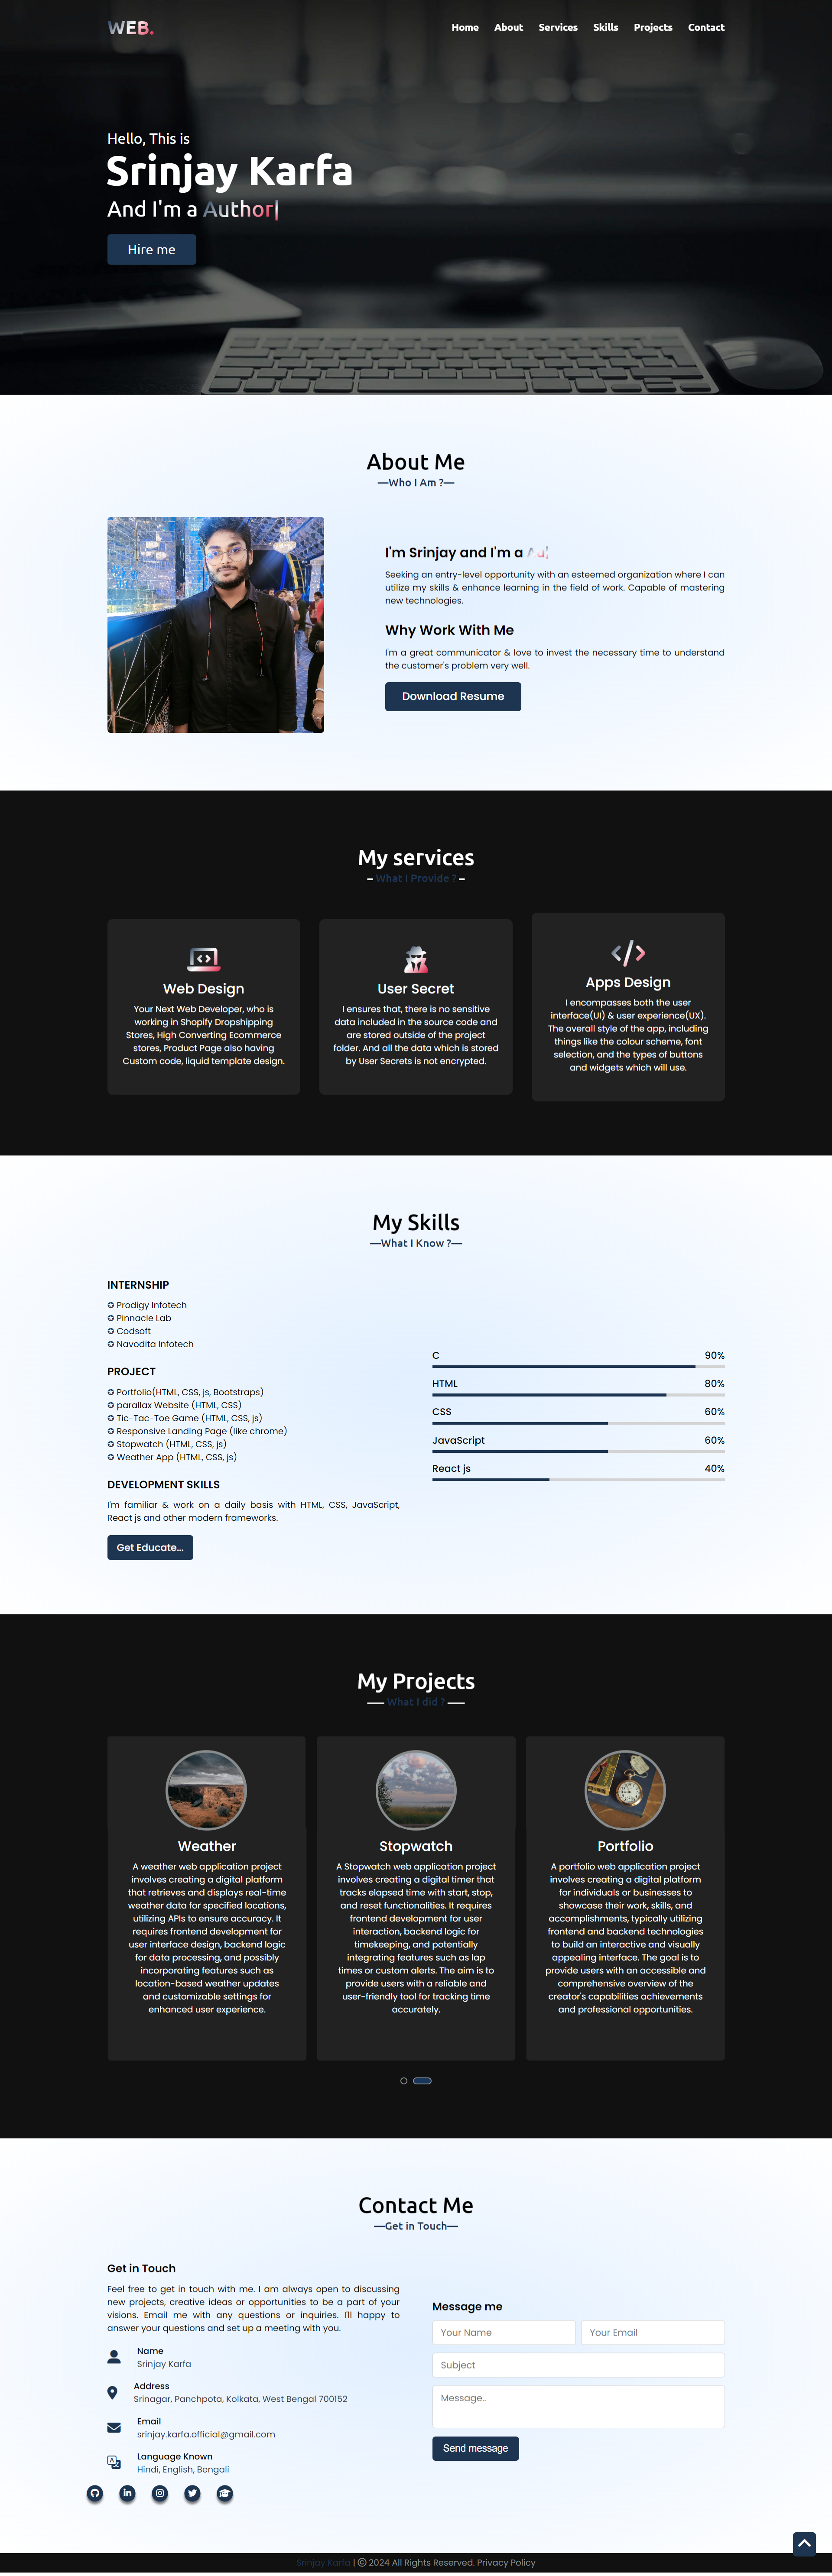 WEB.
Home About Services Skills Projects Contact
Hello, This is
Srinjay Karfa
And I'm a Author|
Hire me
About Me
—Who I Am ?—
I'm Srinjay and I'm a Au|
Seeking an entry-level opportunity with an esteemed organization where I can
utilize my skills & enhance learning in the field of work. Capable of mastering
new technologies.
Why Work With Me
I'm a great communicator & love to invest the necessary time to understand
the customer's problem very well.
Download Resume
My services
– What I Provide ? –
Web Design
Your Next Web Developer, who is
working in Shopify Dropshipping
Stores, High Converting Ecommerce
stores, Product Page also having
Custom code, liquid template design.
User Secret
I ensures that, there is no sensitive
data included in the source code and
are stored outside of the project
folder. And all the data which is stored
by User Secrets is not encrypted.
Apps Design
I encompasses both the user
interface(UI) & user experience(UX).
The overall style of the app, including
things like the colour scheme, font
selection, and the types of buttons
and widgets which will use.
My Skills
—What I Know ?—
INTERNSHIP
✪ Prodigy Infotech
✪ Pinnacle Lab
✪ Codsoft
✪ Navodita Infotech
PROJECT
✪ Portfolio(HTML, CSS, js, Bootstraps)
✪ parallax Website (HTML, CSS)
✪ Tic-Tac-Toe Game (HTML, CSS, js)
✪ Responsive Landing Page (like chrome)
✪ Stopwatch (HTML, CSS, js)
✪ Weather App (HTML, CSS, js)
DEVELOPMENT SKILLS
I'm familiar & work on a daily basis with HTML, CSS, JavaScript,
React js and other modern frameworks.
Get Educate...
C 90%
HTML 80%
CSS 60%
JavaScript 60%
React js 40%
My Projects
—— What I did ? ——
Weather
A weather web application project
involves creating a digital platform
that retrieves and displays real-time
weather data for specified locations,
utilizing APIs to ensure accuracy. It
requires frontend development for
user interface design, backend logic
for data processing, and possibly
incorporating features such as
location-based weather updates
and customizable settings for
enhanced user experience.
Stopwatch
A Stopwatch web application project
involves creating a digital timer that
tracks elapsed time with start, stop,
and reset functionalities. It requires
frontend development for user
interaction, backend logic for
timekeeping, and potentially
integrating features such as lap
times or custom alerts. The aim is to
provide users with a reliable and
user-friendly tool for tracking time
accurately.
Portfolio
A portfolio web application project
involves creating a digital platform
for individuals or businesses to
showcase their work, skills, and
accomplishments, typically utilizing
frontend and backend technologies
to build an interactive and visually
appealing interface. The goal is to
provide users with an accessible and
comprehensive overview of the
creator's capabilities achievements
and professional opportunities.
Contact Me
—Get in Touch—
Get in Touch
Feel free to get in touch with me. I am always open to discussing
new projects, creative ideas or opportunities to be a part of your
visions. Email me with any questions or inquiries. I'll happy to
answer your questions and set up a meeting with you.
Name
Srinjay Karfa
Address
Srinagar, Panchpota, Kolkata, West Bengal 700152
Email
srinjay.karfa.official@gmail.com
Language Known
Hindi, English, Bengali
Message me
Your Name
Your Email
Subject
Message..
Send message
Srinjay Karfa | © 2024 All Rights Reserved. Privacy Policy